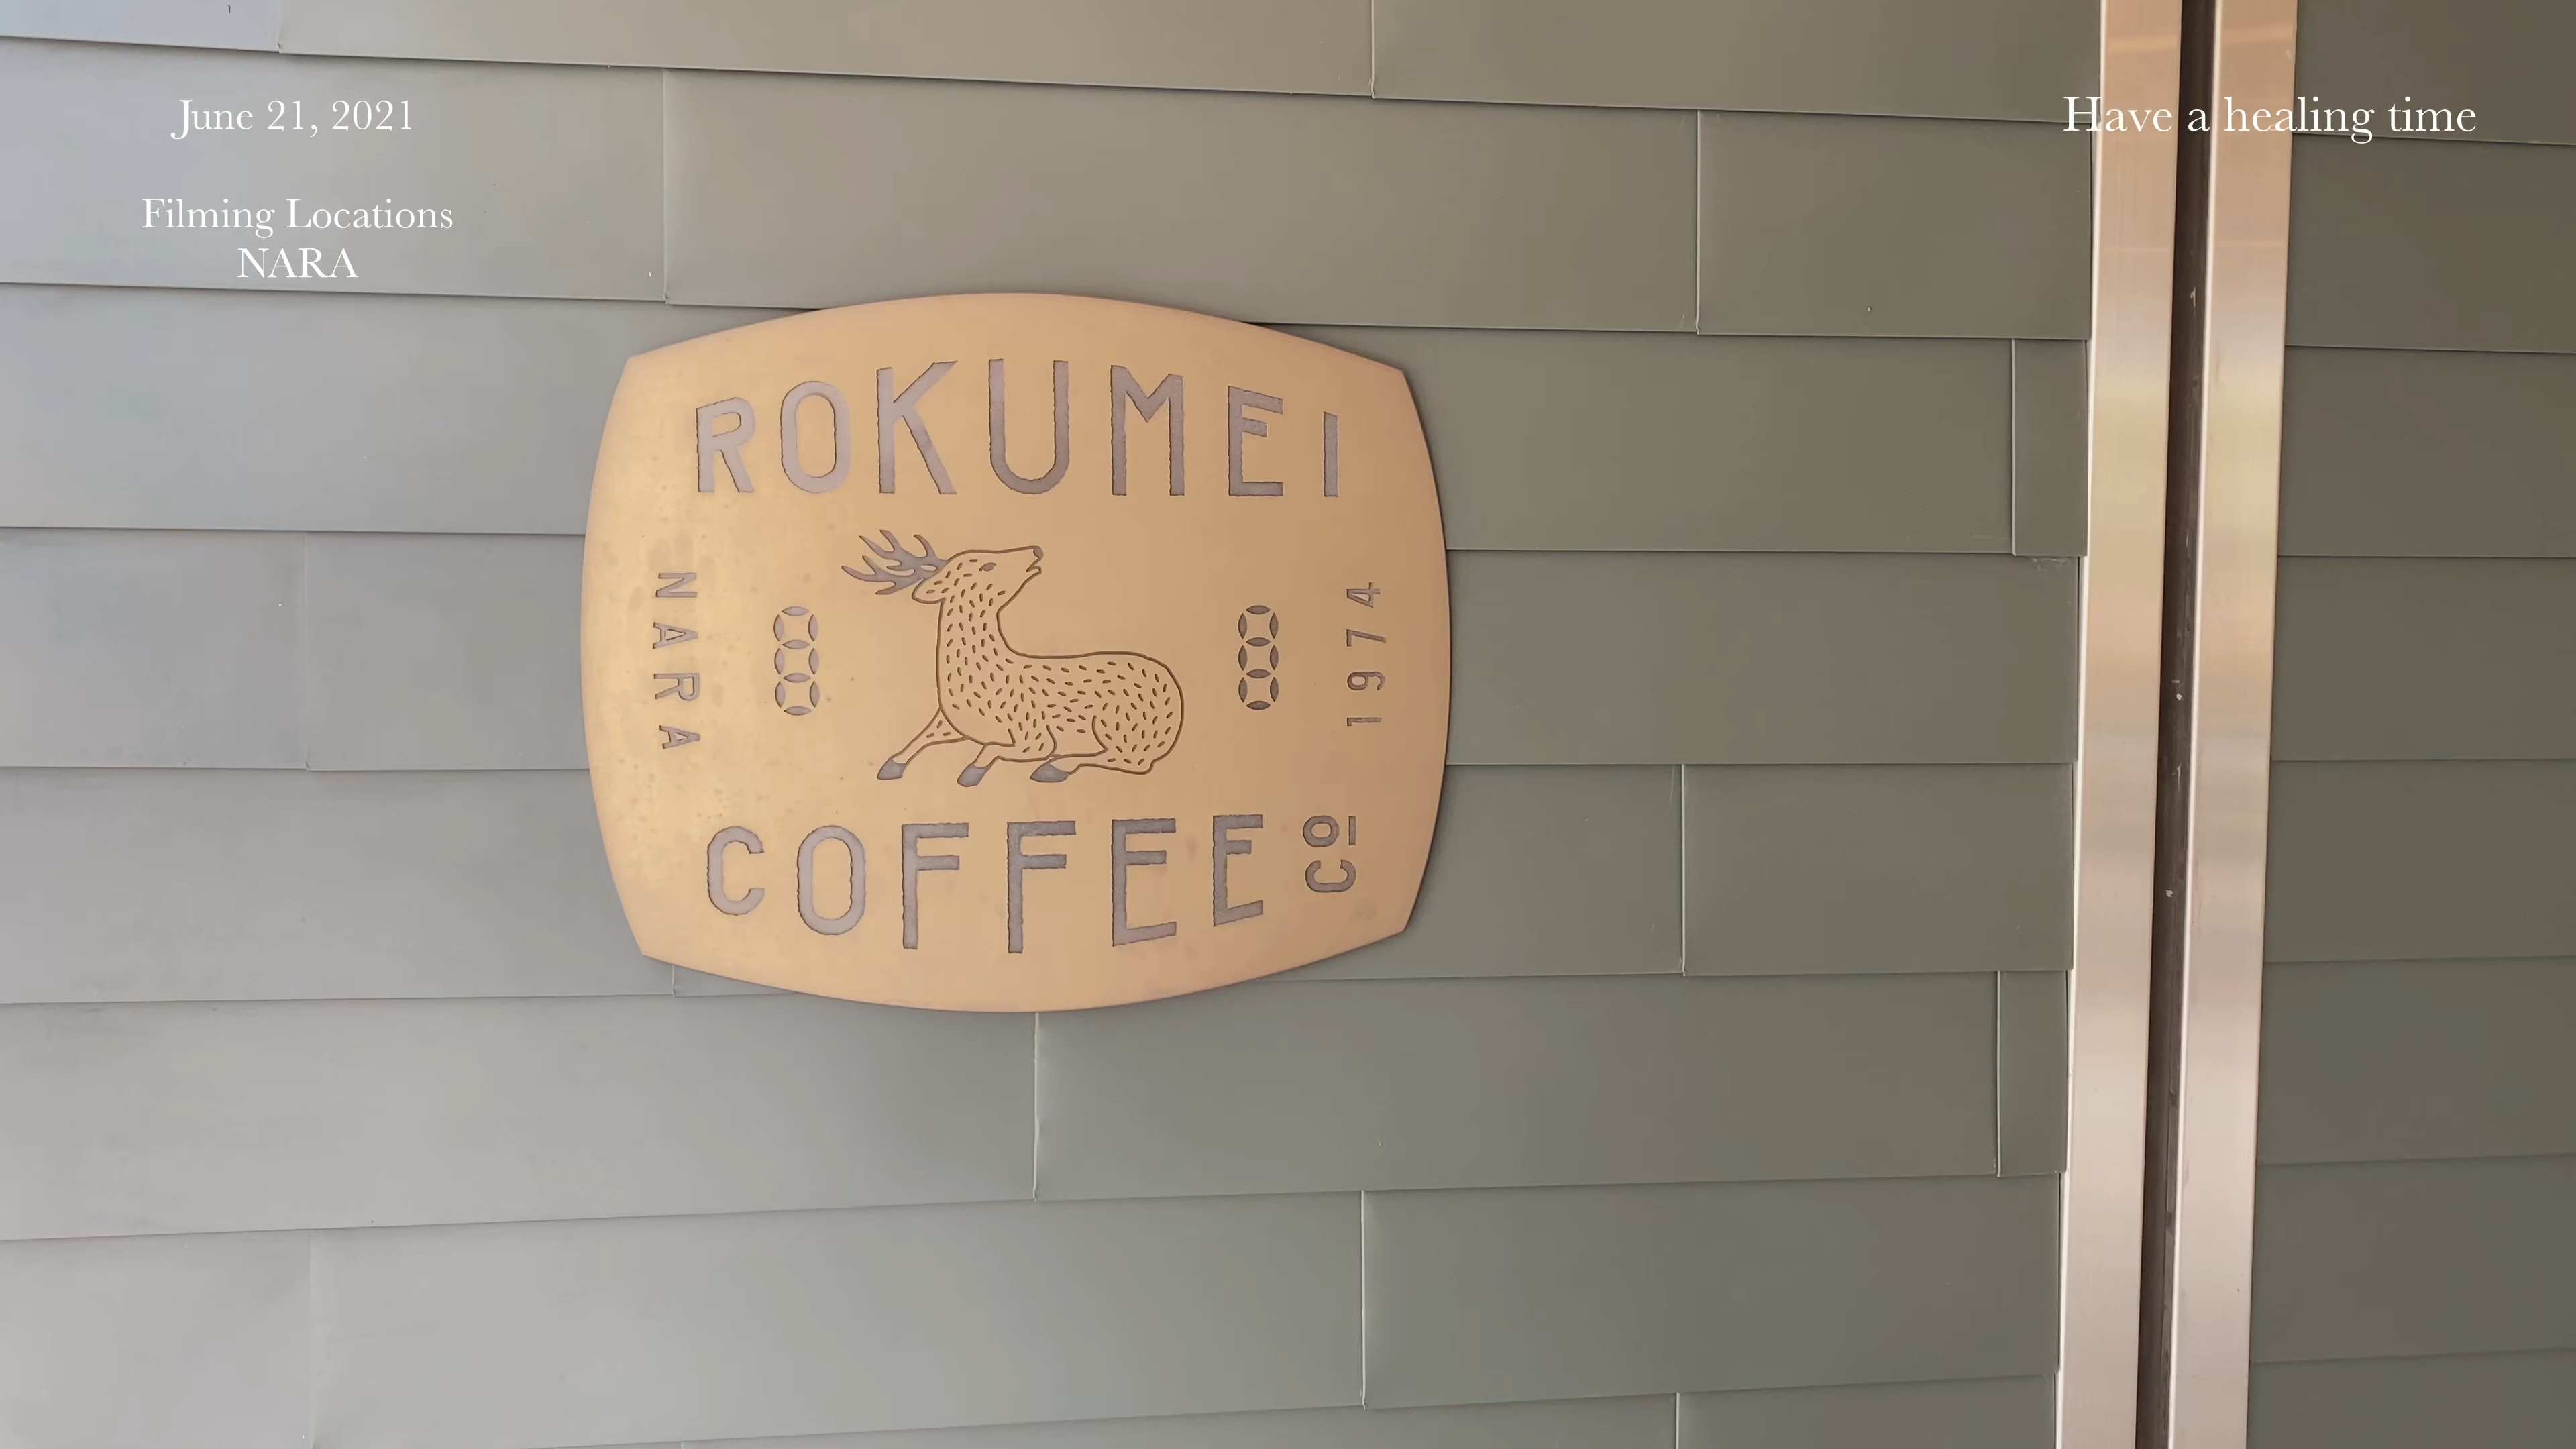 June 21, 2021
Filming Locations
NARA
Have a healing time
ROKUMEI
NARA
1974
COFFEE CO